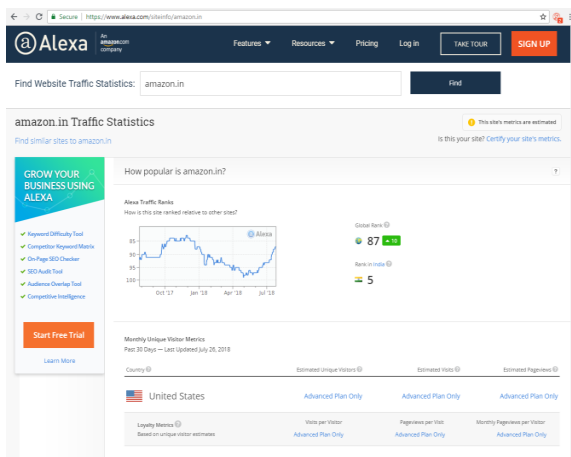 Secure | https://www.alexa.com/siteinfo/amazon.in
a Alexa
An
amazon.com
company
Features Resources Pricing Log in TAKE TOUR SIGN UP
Find Website Traffic Statistics: amazon.in Find
amazon.in Traffic Statistics
This site's metrics are estimated
Find similar sites to amazon.in
Is this your site? Certify your site's metrics.
GROW YOUR
BUSINESS USING
ALEXA
Keyword Difficulty Tool
Competitor Keyword Matrix
On-Page SEO Checker
SEO Audit Tool
Audience Overlap Tool
Competitive Intelligence
Start Free Trial
Learn More
How popular is amazon.in?
?
Alexa Traffic Ranks
How is this site ranked relative to other sites?
Alexa
85
90
95
100
Oct '17 Jan '18 Apr '18 Jul '18
Global Rank
87
Rank in India
5
Monthly Unique Visitor Metrics
Past 30 Days — Last Updated July 26, 2018
Country Estimated Unique Visitors Estimated Visits Estimated Pageviews
United States Advanced Plan Only Advanced Plan Only Advanced Plan Only
Loyalty Metrics Visits per Visitor Pageviews per Visit Monthly Pageviews per Visitor
Based on unique visitor estimates Advanced Plan Only Advanced Plan Only Advanced Plan Only